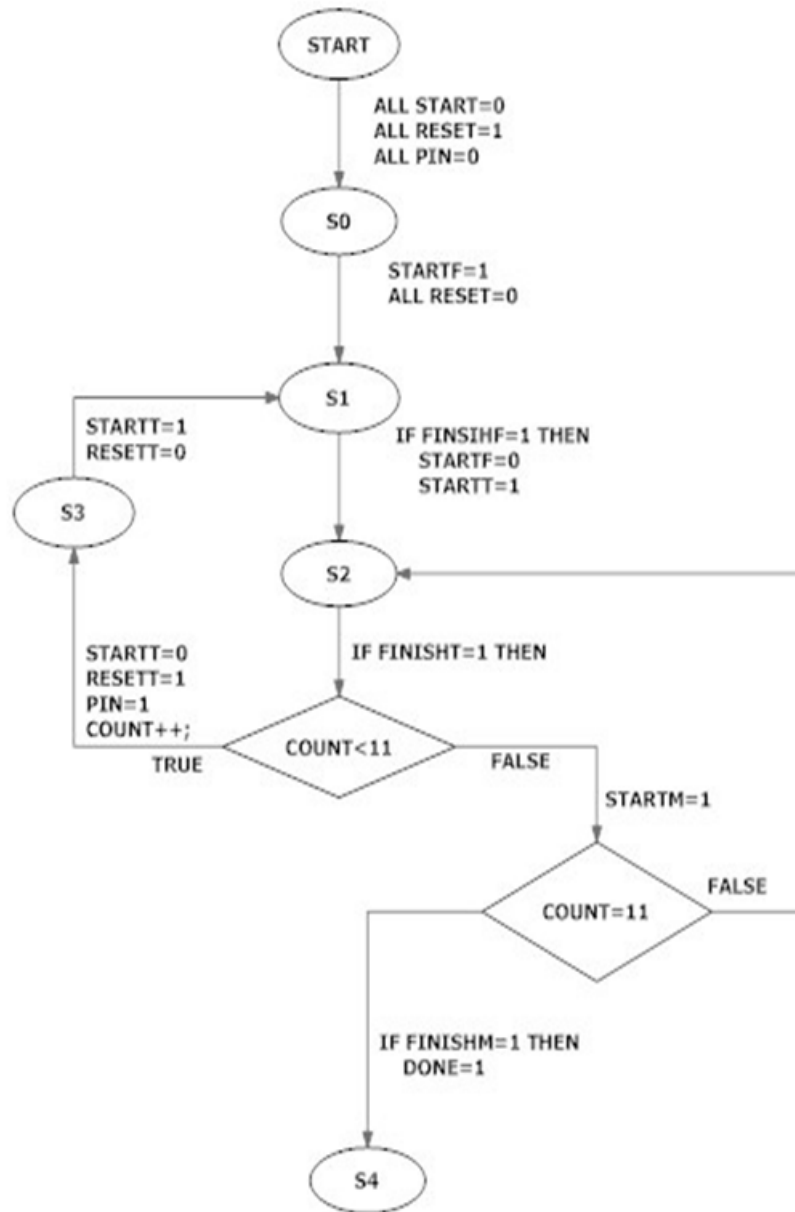 START
ALL START=0
ALL RESET=1
ALL PIN=0
S0
STARTF=1
ALL RESET=0
S1
STARTT=1
RESETT=0
IF FINSIHF=1 THEN
STARTF=0
STARTT=1
S3
S2
IF FINISHT=1 THEN
STARTT=0
RESETT=1
PIN=1
COUNT++;
TRUE
COUNT<11
FALSE
STARTM=1
COUNT=11
FALSE
IF FINISHM=1 THEN
DONE=1
S4